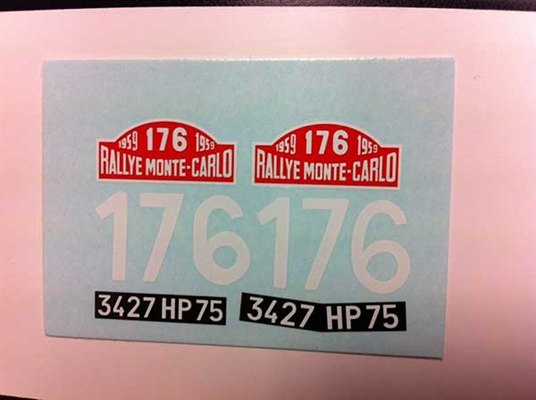 1959 176 1959
RALLYE MONTE-CARLO
1959 176 1959
RALLYE MONTE-CARLO
176
176
3427 HP 75
3427 HP 75